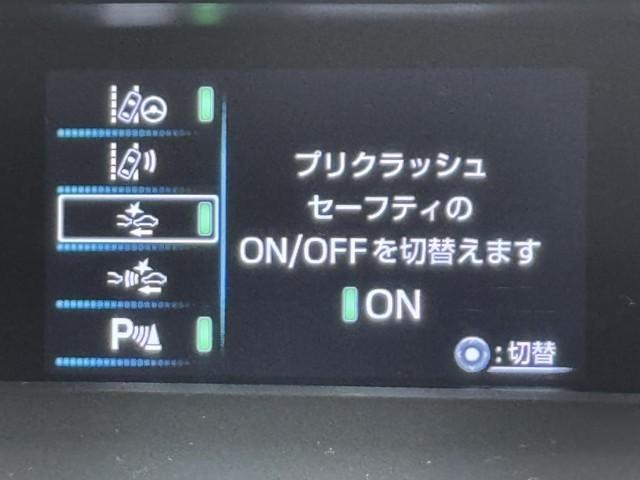 プリクラッシュ
セーフティの
ON/OFFを切替えます
ON
P
:切替